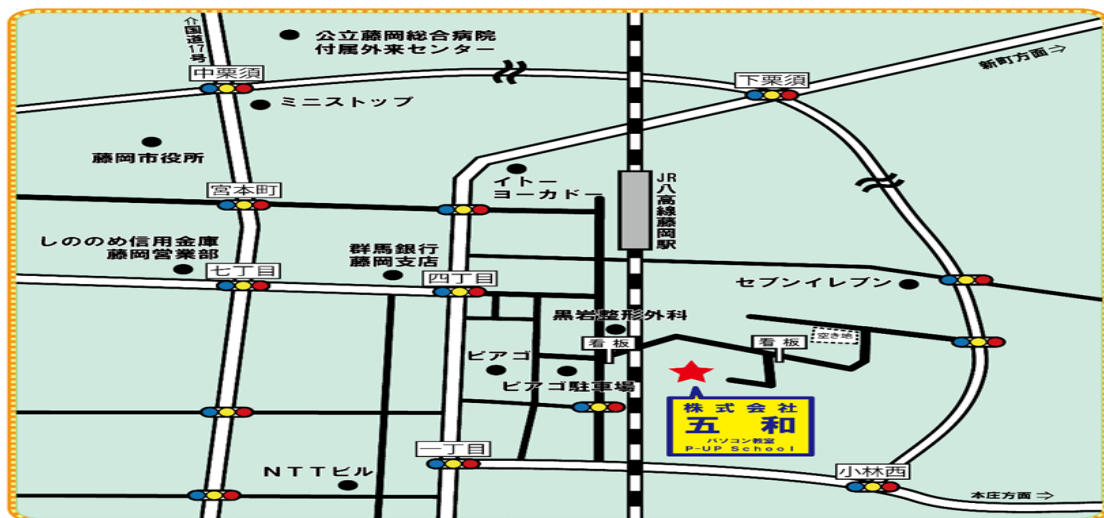 公立藤岡総合病院
付属外来センター
新町方面⇒
中栗須
下栗須
ミニストップ
藤岡市役所
イトー
ヨーカドー
JR八高線藤岡駅
宮本町
しののめ信用金庫
藤岡営業部
群馬銀行
藤岡支店
七丁目
四丁目
セブンイレブン
黒岩整形外科
看板
看板
空き地
ピアゴ
ピアゴ駐車場
株式会社
五和
パソコン教室
P-UP School
一丁目
NTTビル
小林西
本庄方面⇒